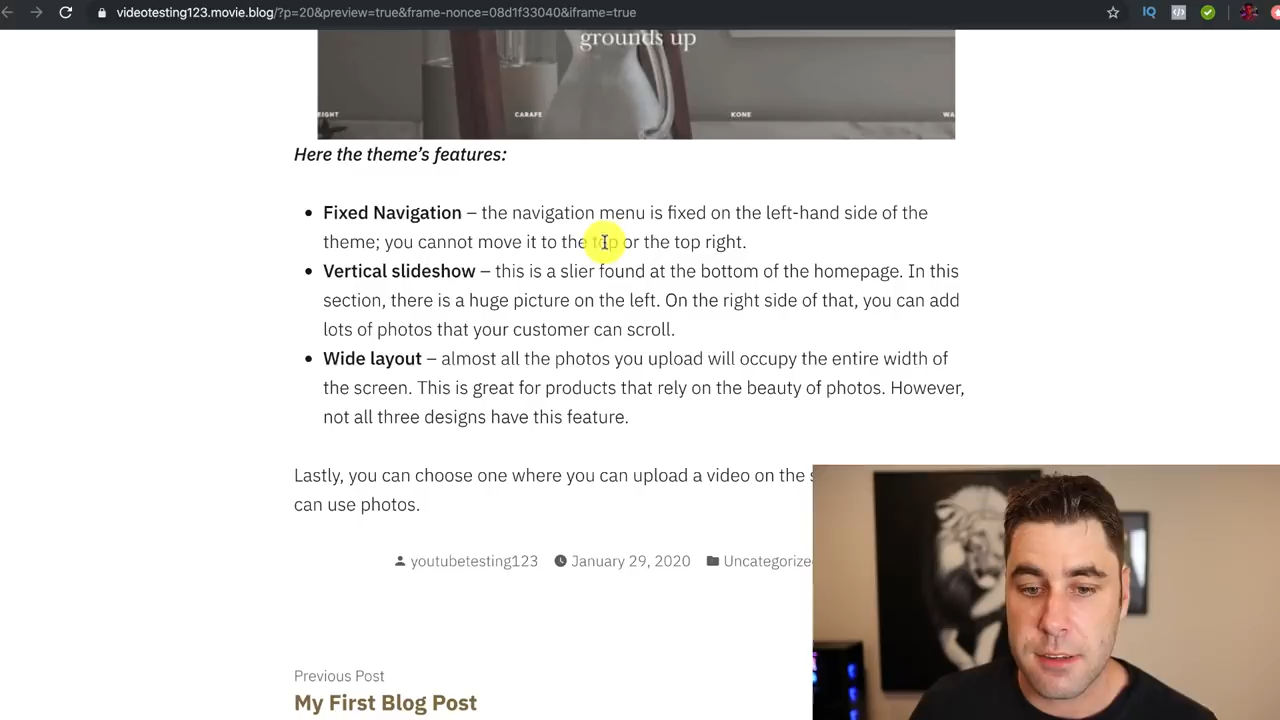 videotesting123.movie.blog/?p=20&preview=true&frame-nonce=08d1f33040&iframe=true
IQ
grounds up
EIGHT
CARAFE
KONE
WA
Here the theme’s features:
Fixed Navigation – the navigation menu is fixed on the left-hand side of the
theme; you cannot move it to the top or the top right.
Vertical slideshow – this is a slier found at the bottom of the homepage. In this
section, there is a huge picture on the left. On the right side of that, you can add
lots of photos that your customer can scroll.
Wide layout – almost all the photos you upload will occupy the entire width of
the screen. This is great for products that rely on the beauty of photos. However,
not all three designs have this feature.
Lastly, you can choose one where you can upload a video on the
can use photos.
youtubetesting123
January 29, 2020
Uncategorize
Previous Post
My First Blog Post